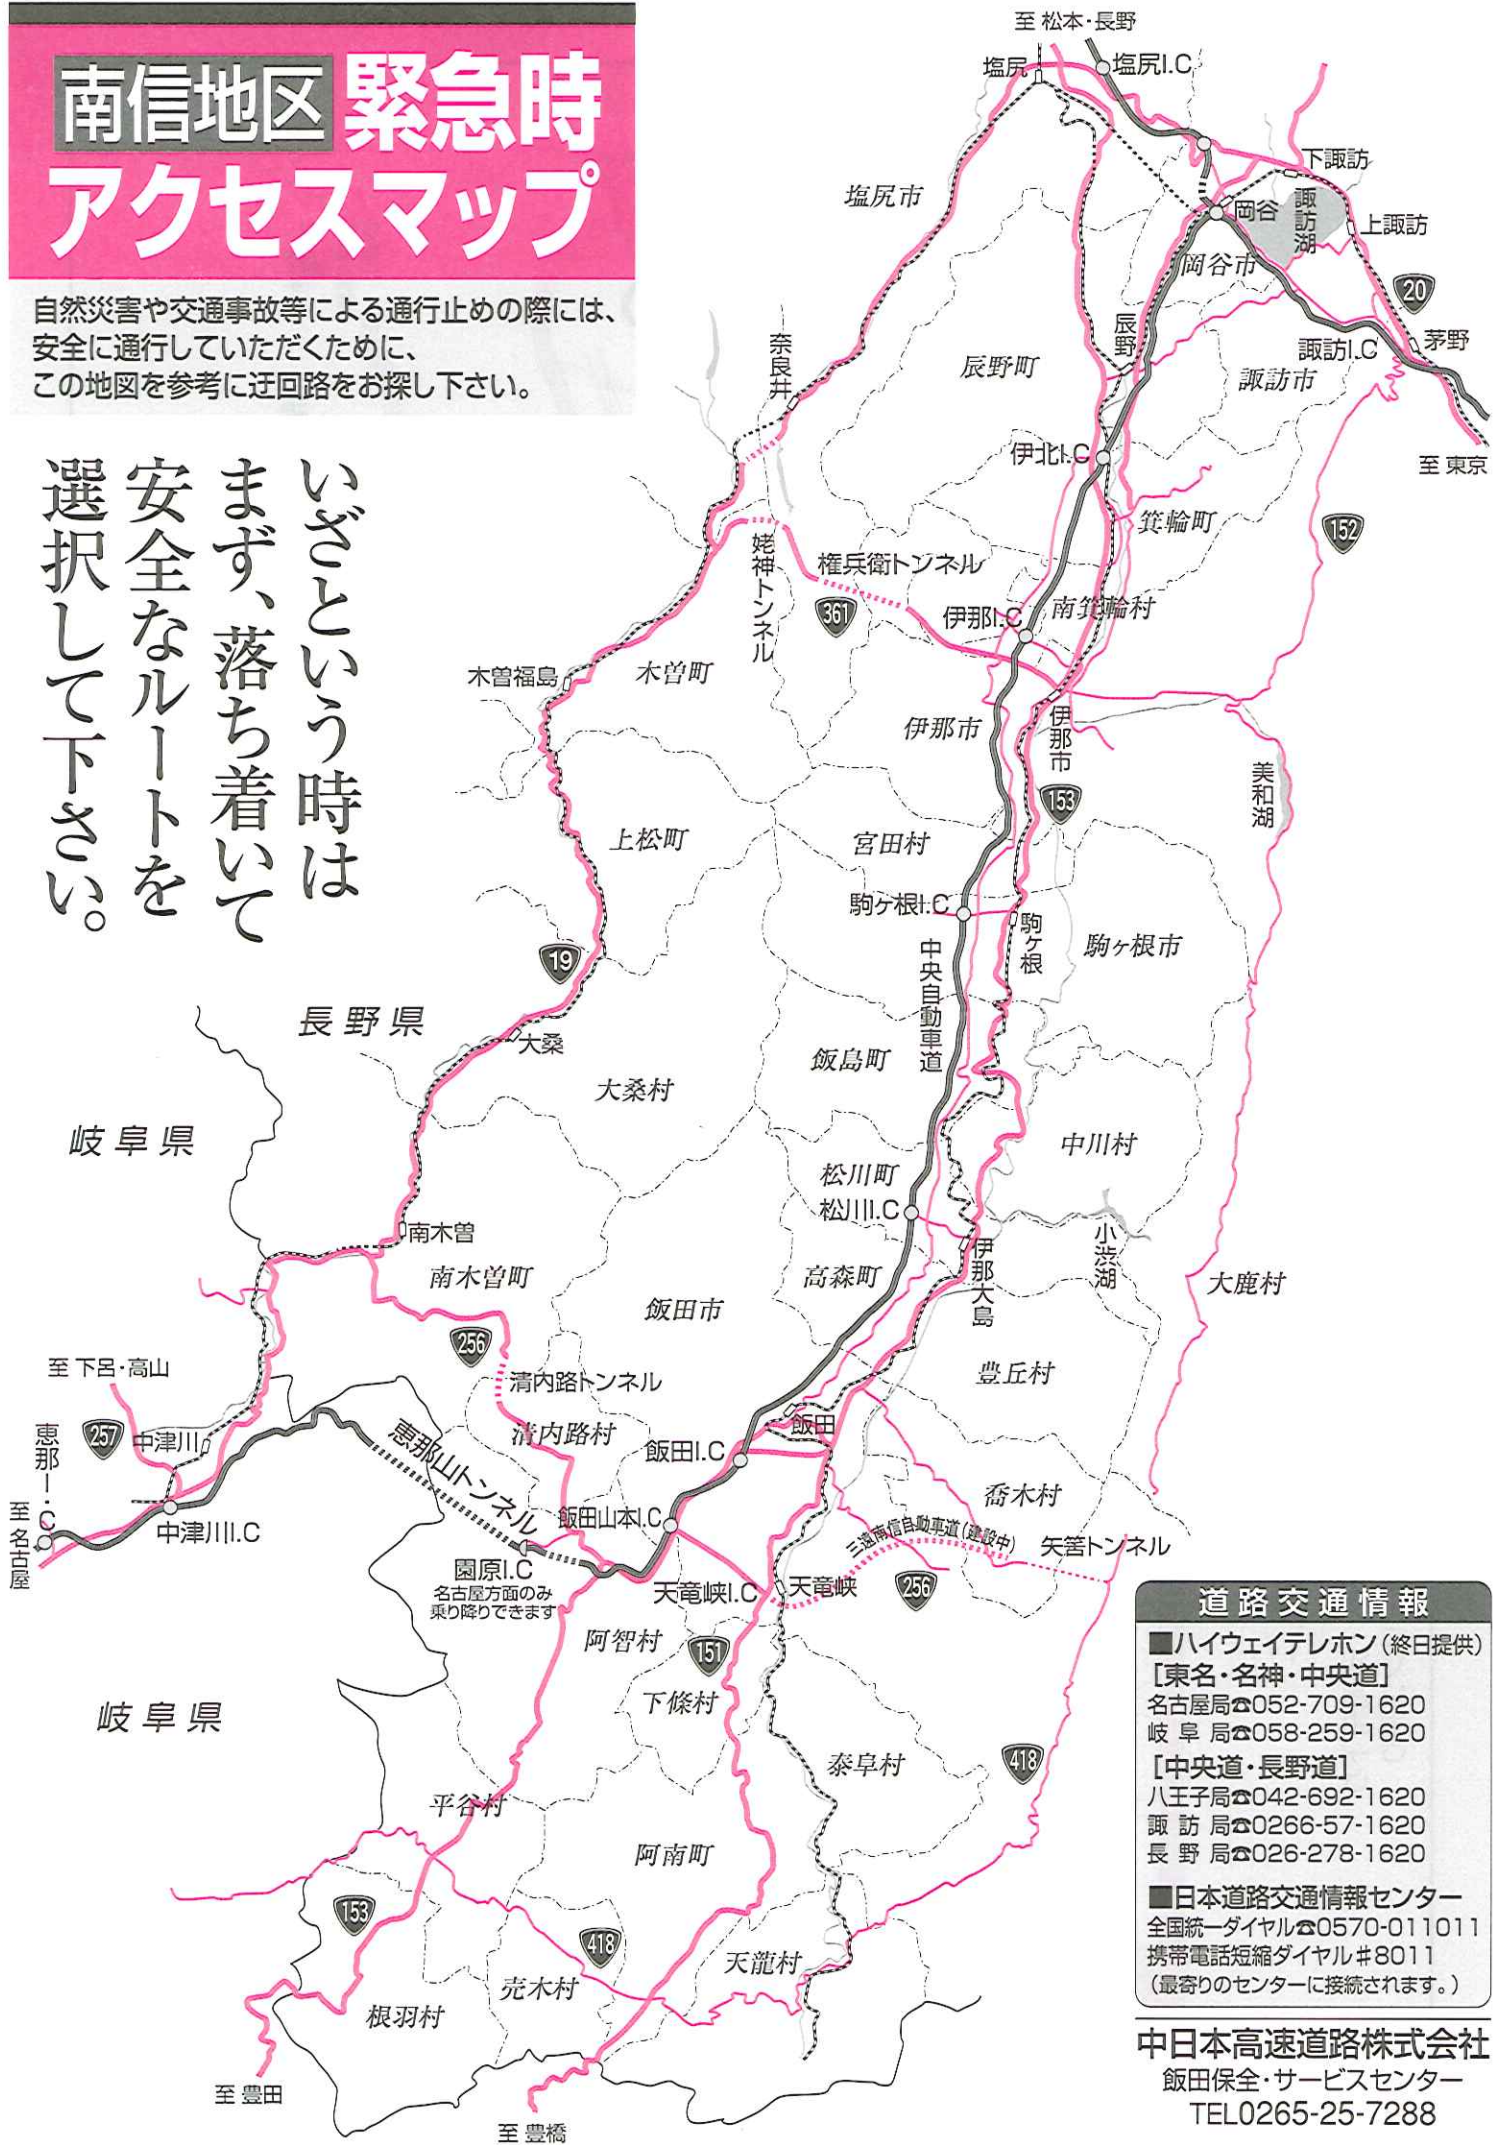 南信地区 緊急時
アクセスマップ
自然災害や交通事故等による通行止めの際には、
安全に通行していただくために、
この地図を参考に迂回路をお探し下さい。
いざという時は
まず、落ち着いて
安全なルートを
選択して下さい。
至 松本・長野
塩尻
塩尻I.C
下諏訪
塩尻市
岡谷
諏訪湖
上諏訪
岡谷市
20
奈良井
辰野
諏訪I.C
茅野
辰野町
諏訪市
伊北I.C
至 東京
箕輪町
152
姥神トンネル
権兵衛トンネル
361
伊那I.C
南箕輪村
木曽福島
木曽町
伊那市
伊那市
美和湖
153
上松町
宮田村
駒ヶ根I.C
駒ヶ根
駒ヶ根市
中央自動車道
19
長野県
大桑
飯島町
大桑村
岐阜県
中川村
松川町
松川I.C
小渋湖
南木曽
伊那大島
南木曽町
高森町
大鹿村
飯田市
256
至 下呂・高山
清内路トンネル
豊丘村
257
中津川
恵那I・C
恵那山トンネル
清内路村
飯田
飯田I.C
喬木村
至 名古屋
中津川I.C
飯田山本I.C
三遠南信自動車道(建設中)
矢筈トンネル
園原I.C
名古屋方面のみ
乗り降りできます
天竜峡I.C
天竜峡
256
阿智村
151
下條村
岐阜県
泰阜村
418
平谷村
阿南町
153
418
天龍村
売木村
根羽村
至 豊田
至 豊橋
道路交通情報
■ハイウェイテレホン(終日提供)
[東名・名神・中央道]
名古屋局☎052-709-1620
岐阜局☎058-259-1620
[中央道・長野道]
八王子局☎042-692-1620
諏訪局☎0266-57-1620
長野局☎026-278-1620
■日本道路交通情報センター
全国統一ダイヤル☎0570-011011
携帯電話短縮ダイヤル#8011
(最寄りのセンターに接続されます。)
中日本高速道路株式会社
飯田保全・サービスセンター
TEL0265-25-7288